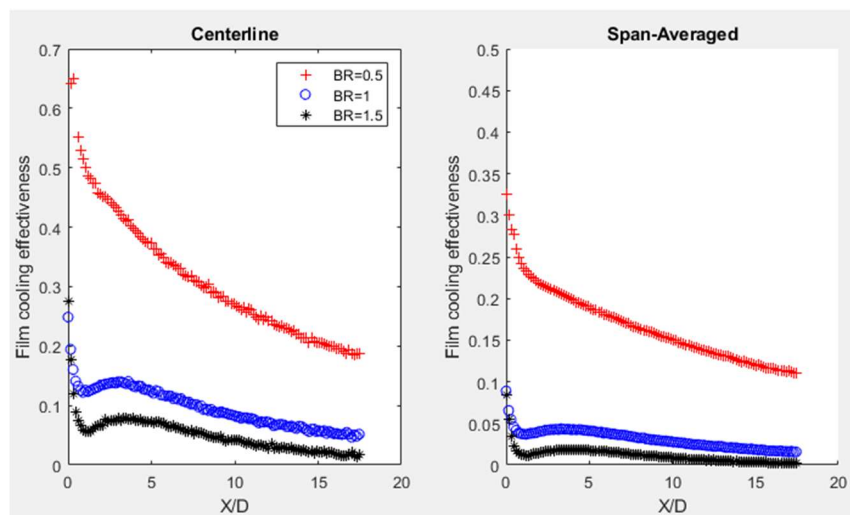 Centerline
Film cooling effectiveness
0.7
0.6
0.5
0.4
0.3
0.2
0.1
0
0 5 10 15 20
X/D
BR=0.5
BR=1
BR=1.5
Span-Averaged
Film cooling effectiveness
0.5
0.45
0.4
0.35
0.3
0.25
0.2
0.15
0.1
0.05
0
0 5 10 15 20
X/D